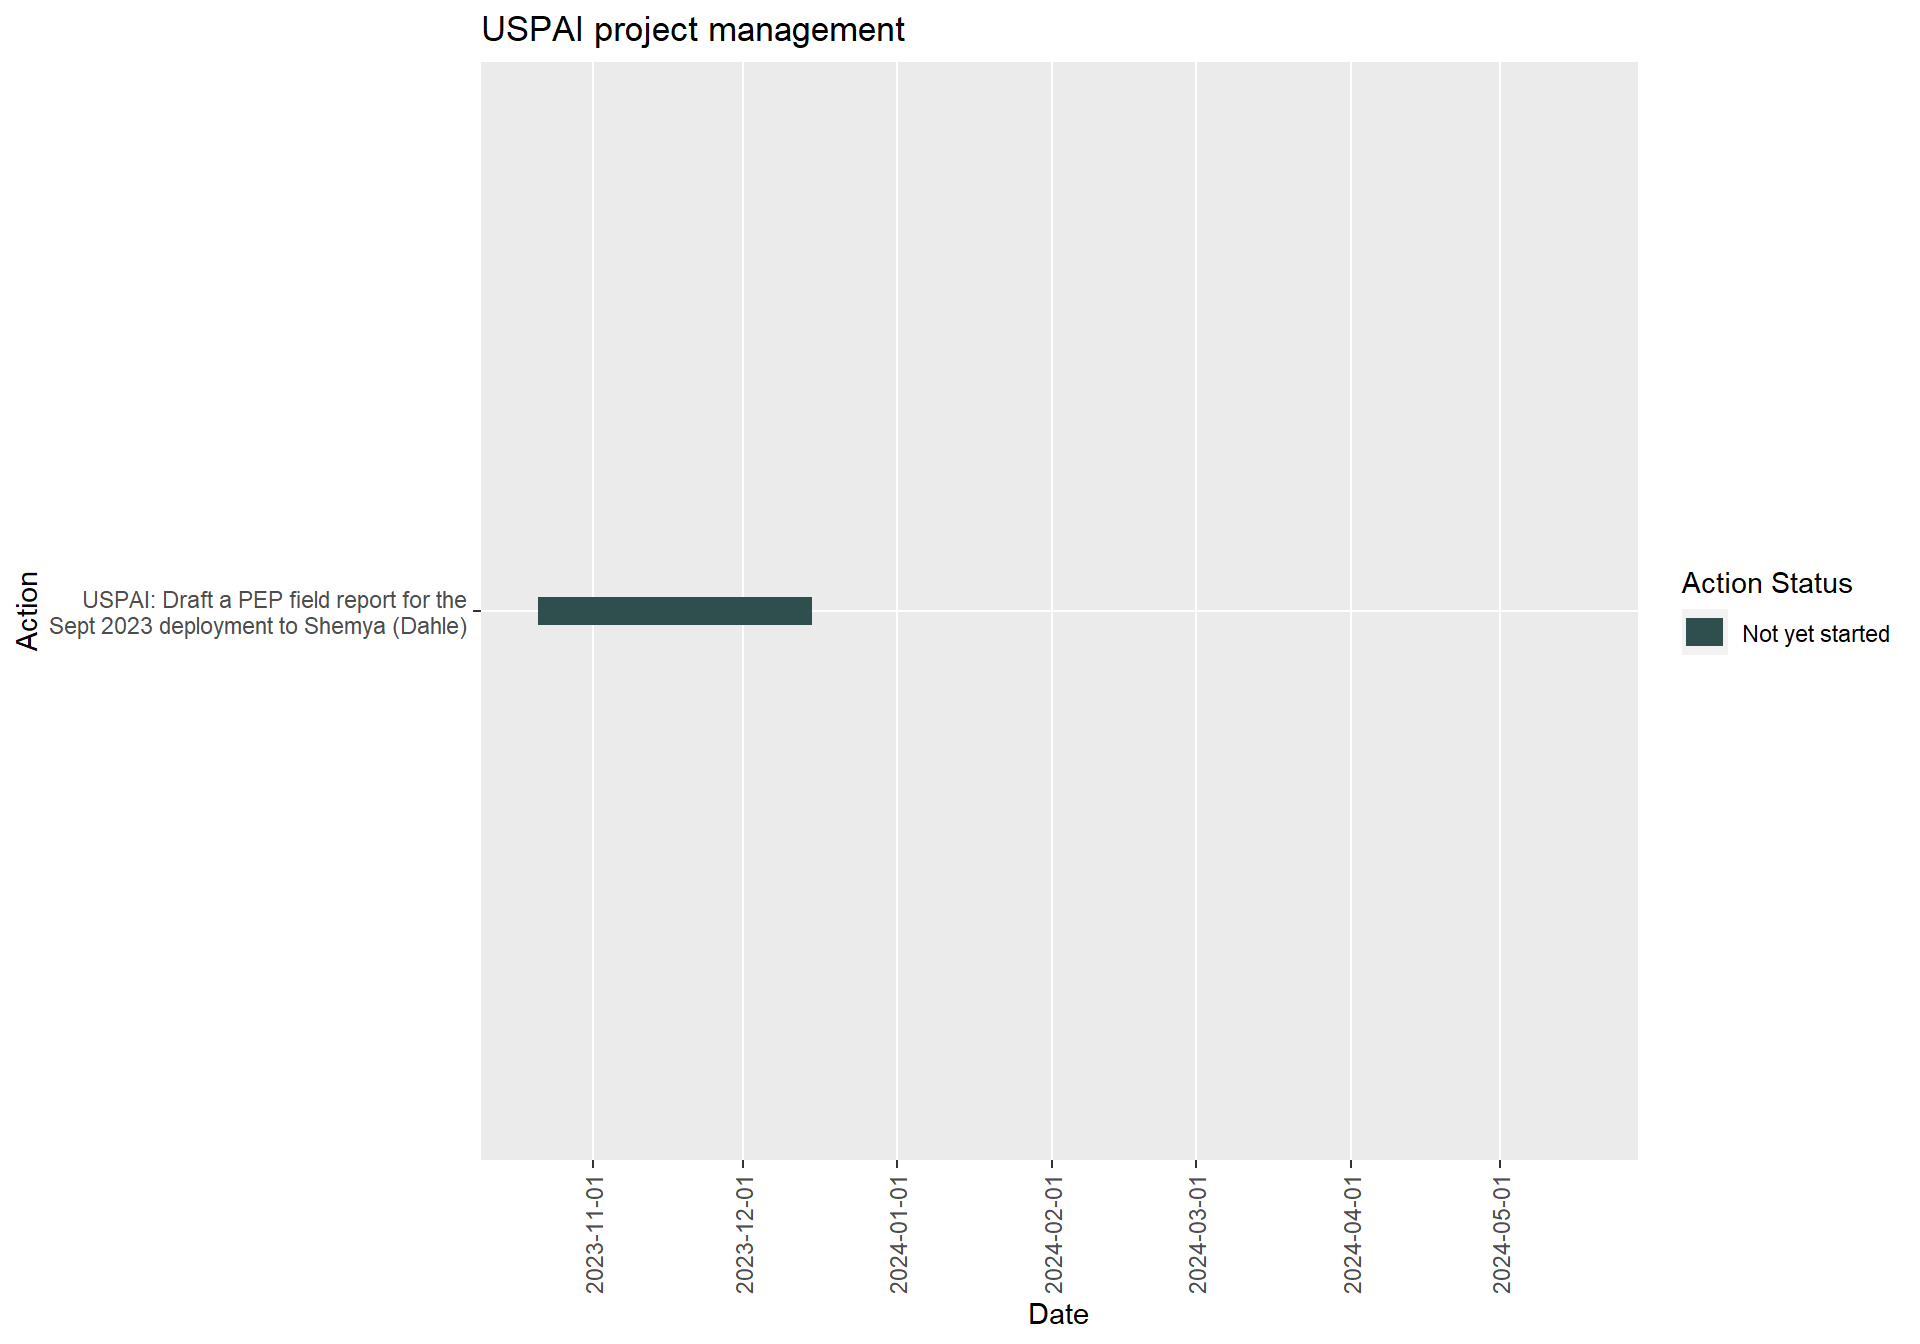 USPAI project management
Action
USPAI: Draft a PEP field report for the
Sept 2023 deployment to Shemya (Dahle)
Action Status
Not yet started
2023-11-01
2023-12-01
2024-01-01
2024-02-01
2024-03-01
2024-04-01
2024-05-01
Date